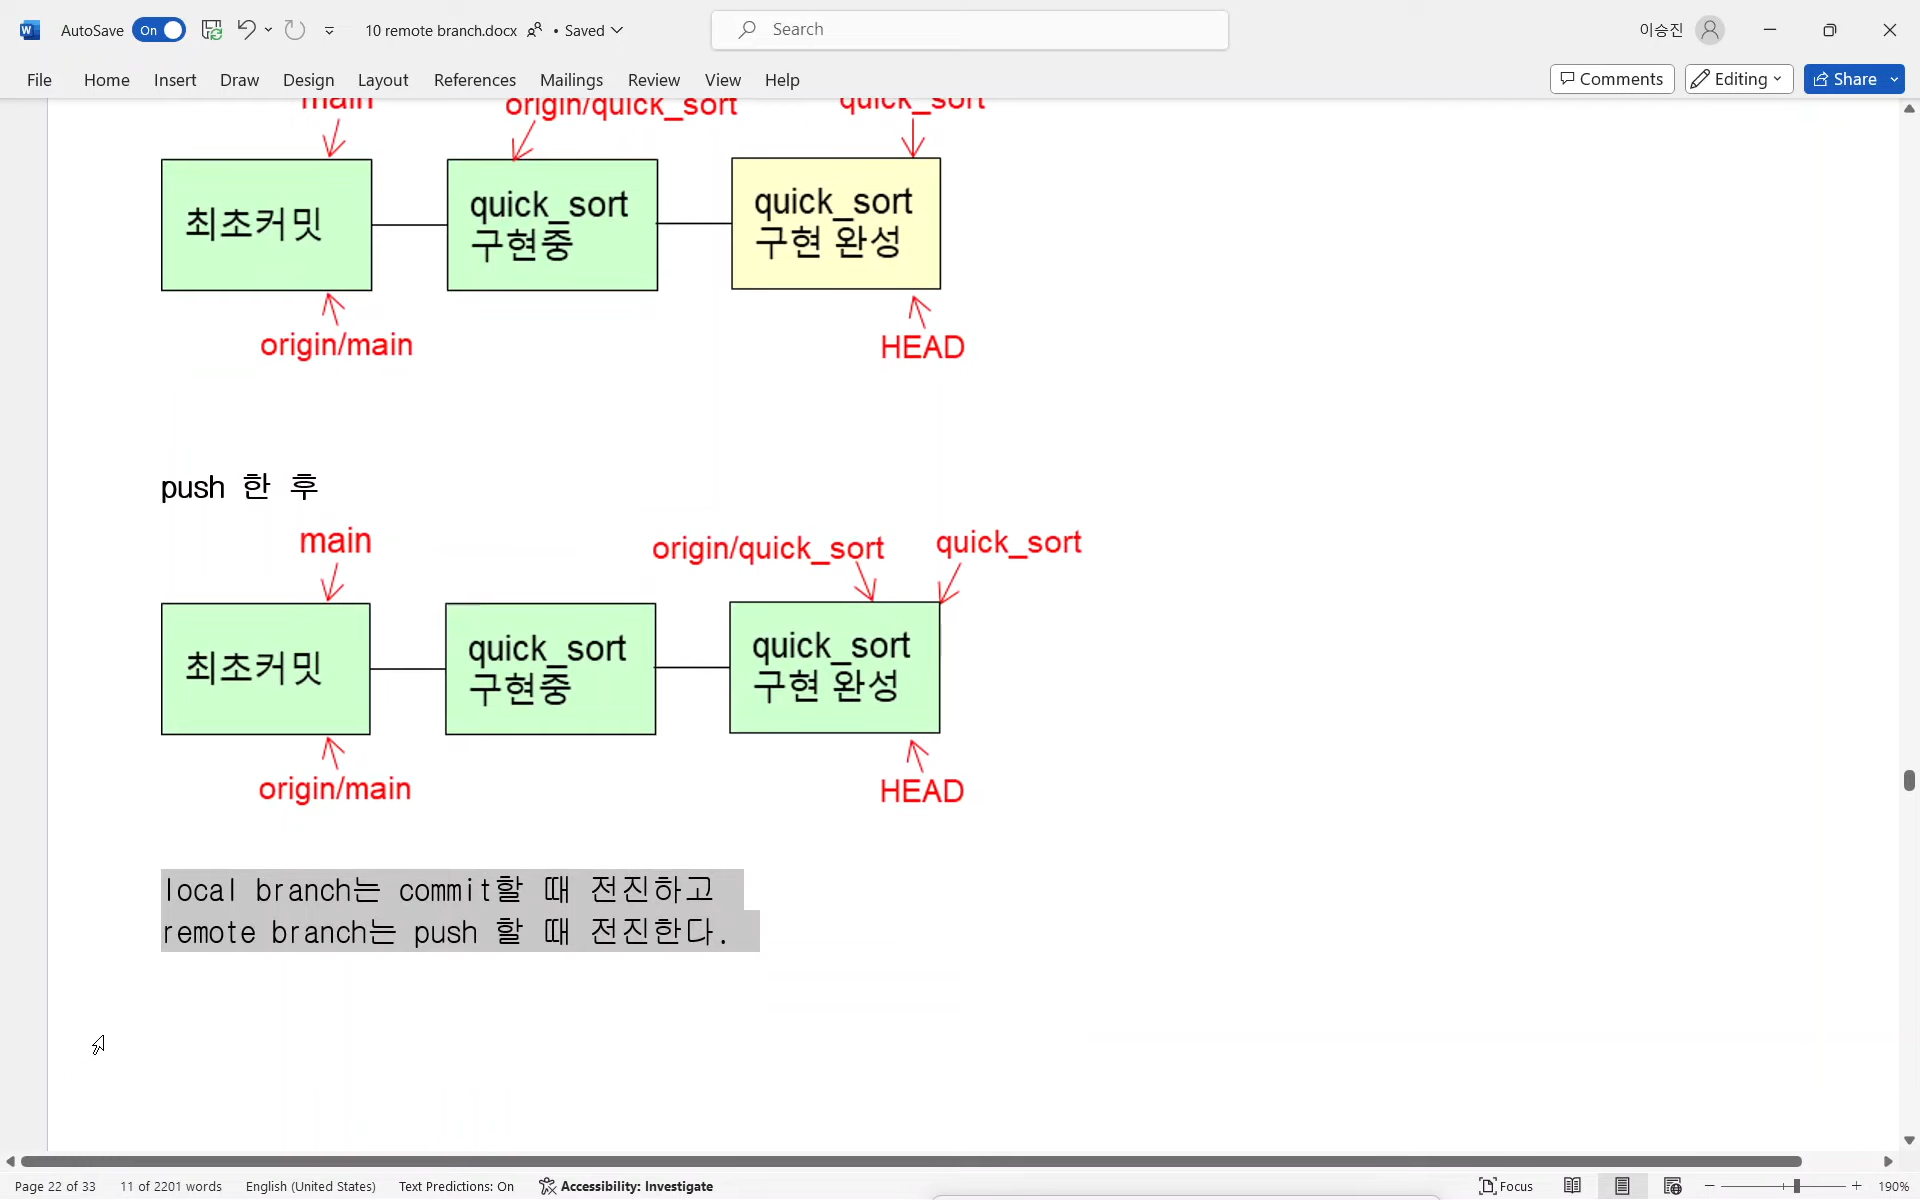 AutoSave On 10 remote branch.docx • Saved Search 이승진
File Home Insert Draw Design Layout References Mailings Review View Help Comments Editing Share
main origin/quick_sort quick_sort
최초커밋
quick_sort
구현중
quick_sort
구현 완성
origin/main HEAD
push 한 후
main origin/quick_sort quick_sort
최초커밋
quick_sort
구현중
quick_sort
구현 완성
origin/main HEAD
local branch는 commit할 때 전진하고
remote branch는 push 할 때 전진한다.
Page 22 of 33 11 of 2201 words English (United States) Text Predictions: On Accessibility: Investigate Focus 190%